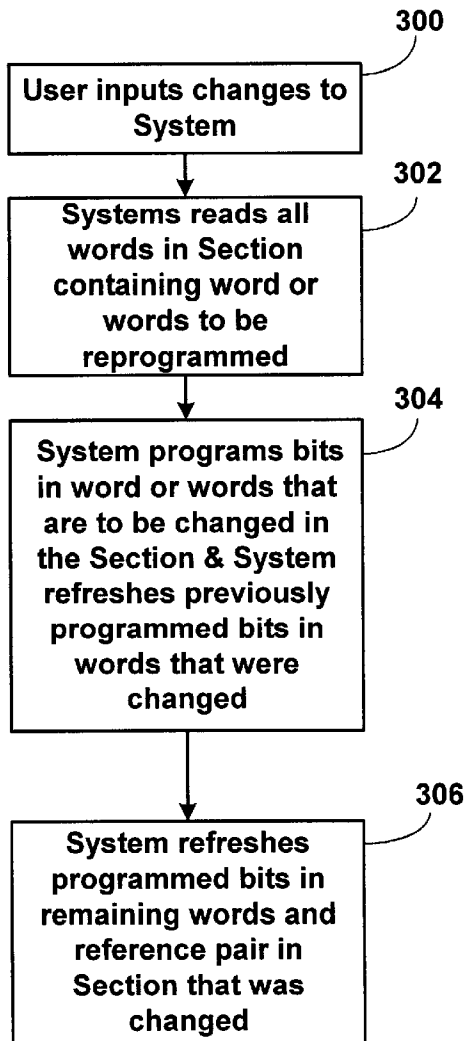 300
User inputs changes to
System
302
Systems reads all
words in Section
containing word or
words to be
reprogrammed
304
System programs bits
in word or words that
are to be changed in
the Section & System
refreshes previously
programmed bits in
words that were
changed
306
System refreshes
programmed bits in
remaining words and
reference pair in
Section that was
changed